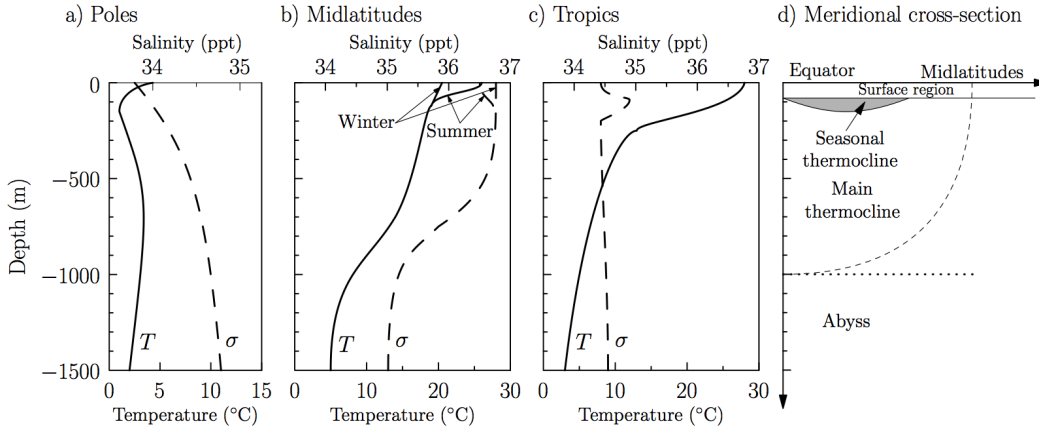 a) Poles
b) Midlatitudes
c) Tropics
d) Meridional cross-section
Salinity (ppt)
Salinity (ppt)
Salinity (ppt)
34 35
34 35 36 37
34 35 36 37
0
−500
−1000
−1500
Depth (m)
T σ
0 5 10 15
Temperature (°C)
Winter
Summer
T σ
0 10 20 30
Temperature (°C)
T σ
0 10 20 30
Temperature (°C)
Equator Midlatitudes
Surface region
Seasonal
thermocline
Main
thermocline
Abyss